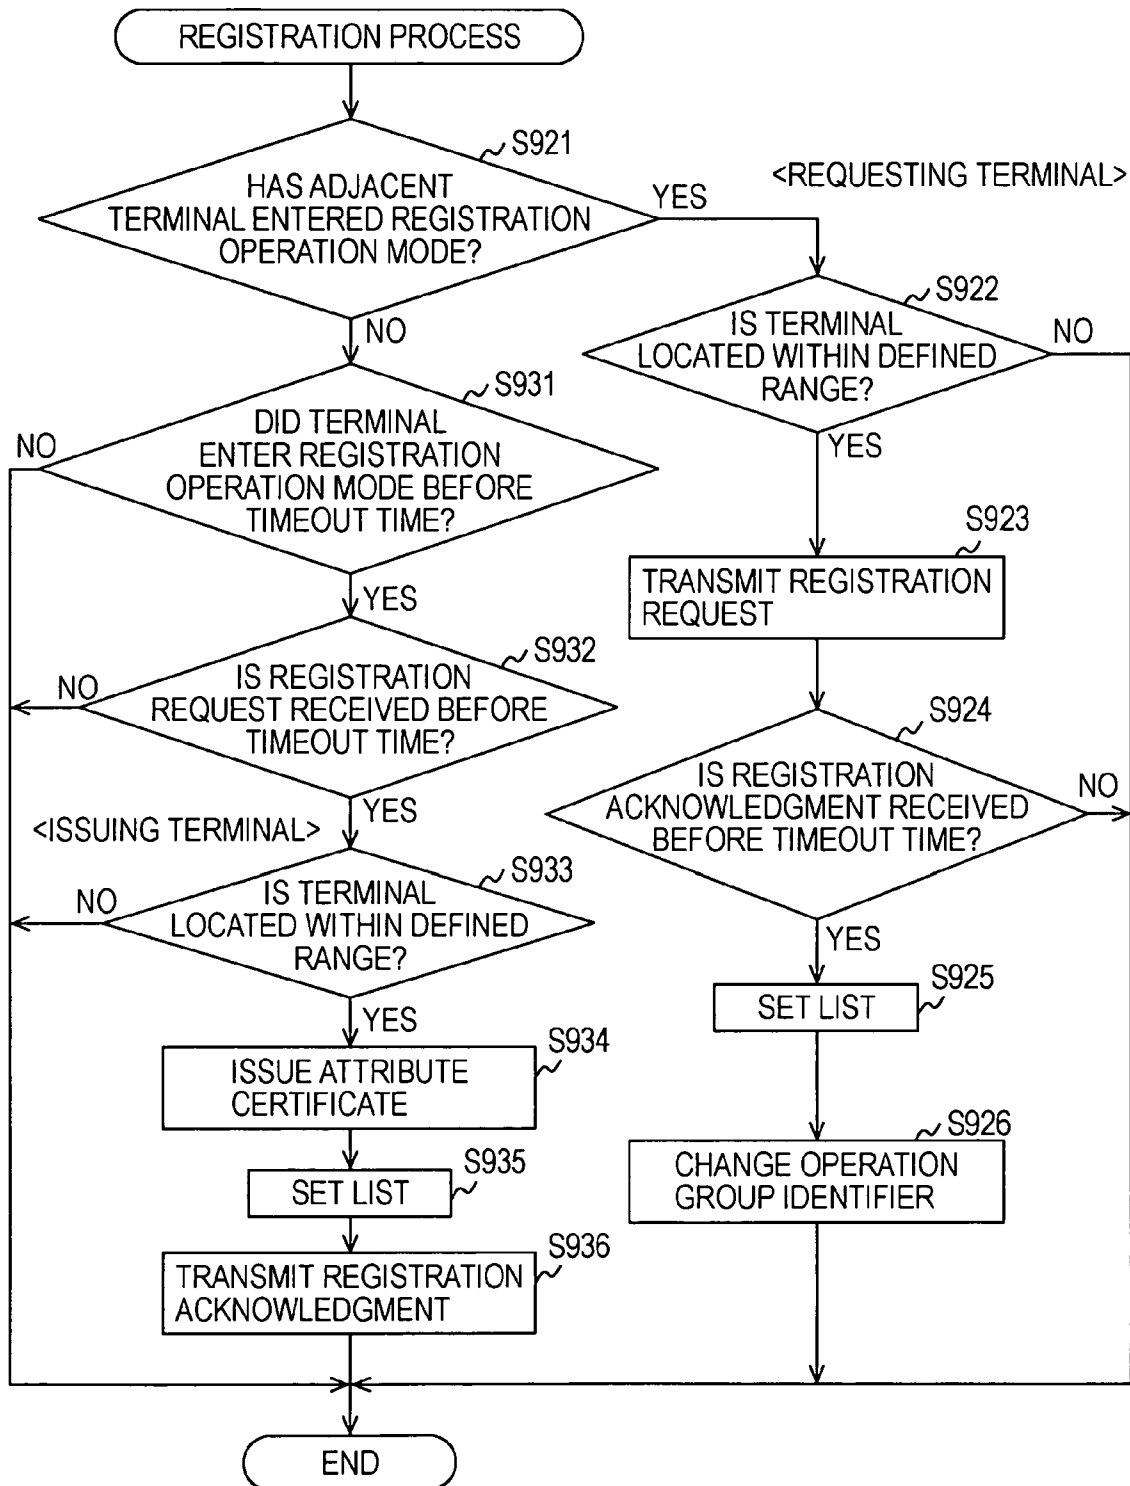 REGISTRATION PROCESS
S921
HAS ADJACENT
TERMINAL ENTERED REGISTRATION
OPERATION MODE?
YES
<REQUESTING TERMINAL>
NO
S922
IS TERMINAL
LOCATED WITHIN DEFINED
RANGE?
NO
YES
S931
DID TERMINAL
ENTER REGISTRATION
OPERATION MODE BEFORE
TIMEOUT TIME?
NO
YES
S923
TRANSMIT REGISTRATION
REQUEST
S932
IS REGISTRATION
REQUEST RECEIVED BEFORE
TIMEOUT TIME?
NO
YES
S924
IS REGISTRATION
ACKNOWLEDGMENT RECEIVED
BEFORE TIMEOUT TIME?
NO
YES
<ISSUING TERMINAL>
S933
IS TERMINAL
LOCATED WITHIN DEFINED
RANGE?
NO
YES
S925
SET LIST
S934
ISSUE ATTRIBUTE
CERTIFICATE
S926
CHANGE OPERATION
GROUP IDENTIFIER
S935
SET LIST
S936
TRANSMIT REGISTRATION
ACKNOWLEDGMENT
END